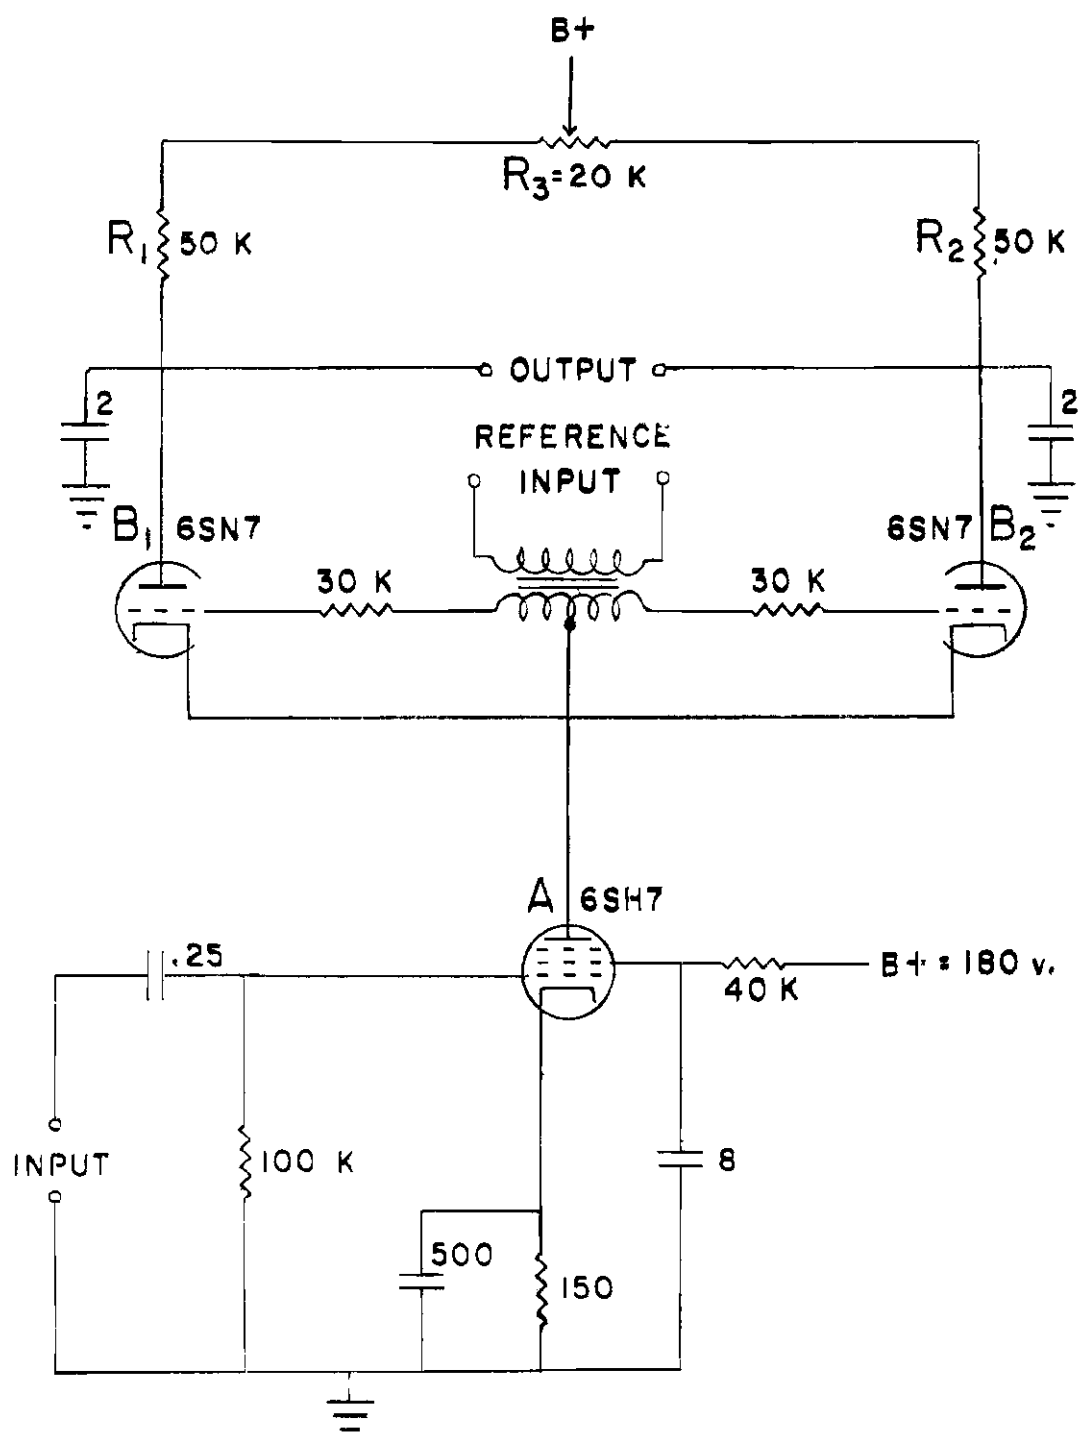 B+
R3=20 K
R1 50 K
R2 50 K
OUTPUT
2
2
REFERENCE
INPUT
B1 6SN7
6SN7 B2
30 K
30 K
A 6SH7
.25
B+ = 180 v.
40 K
INPUT
100 K
8
500
150